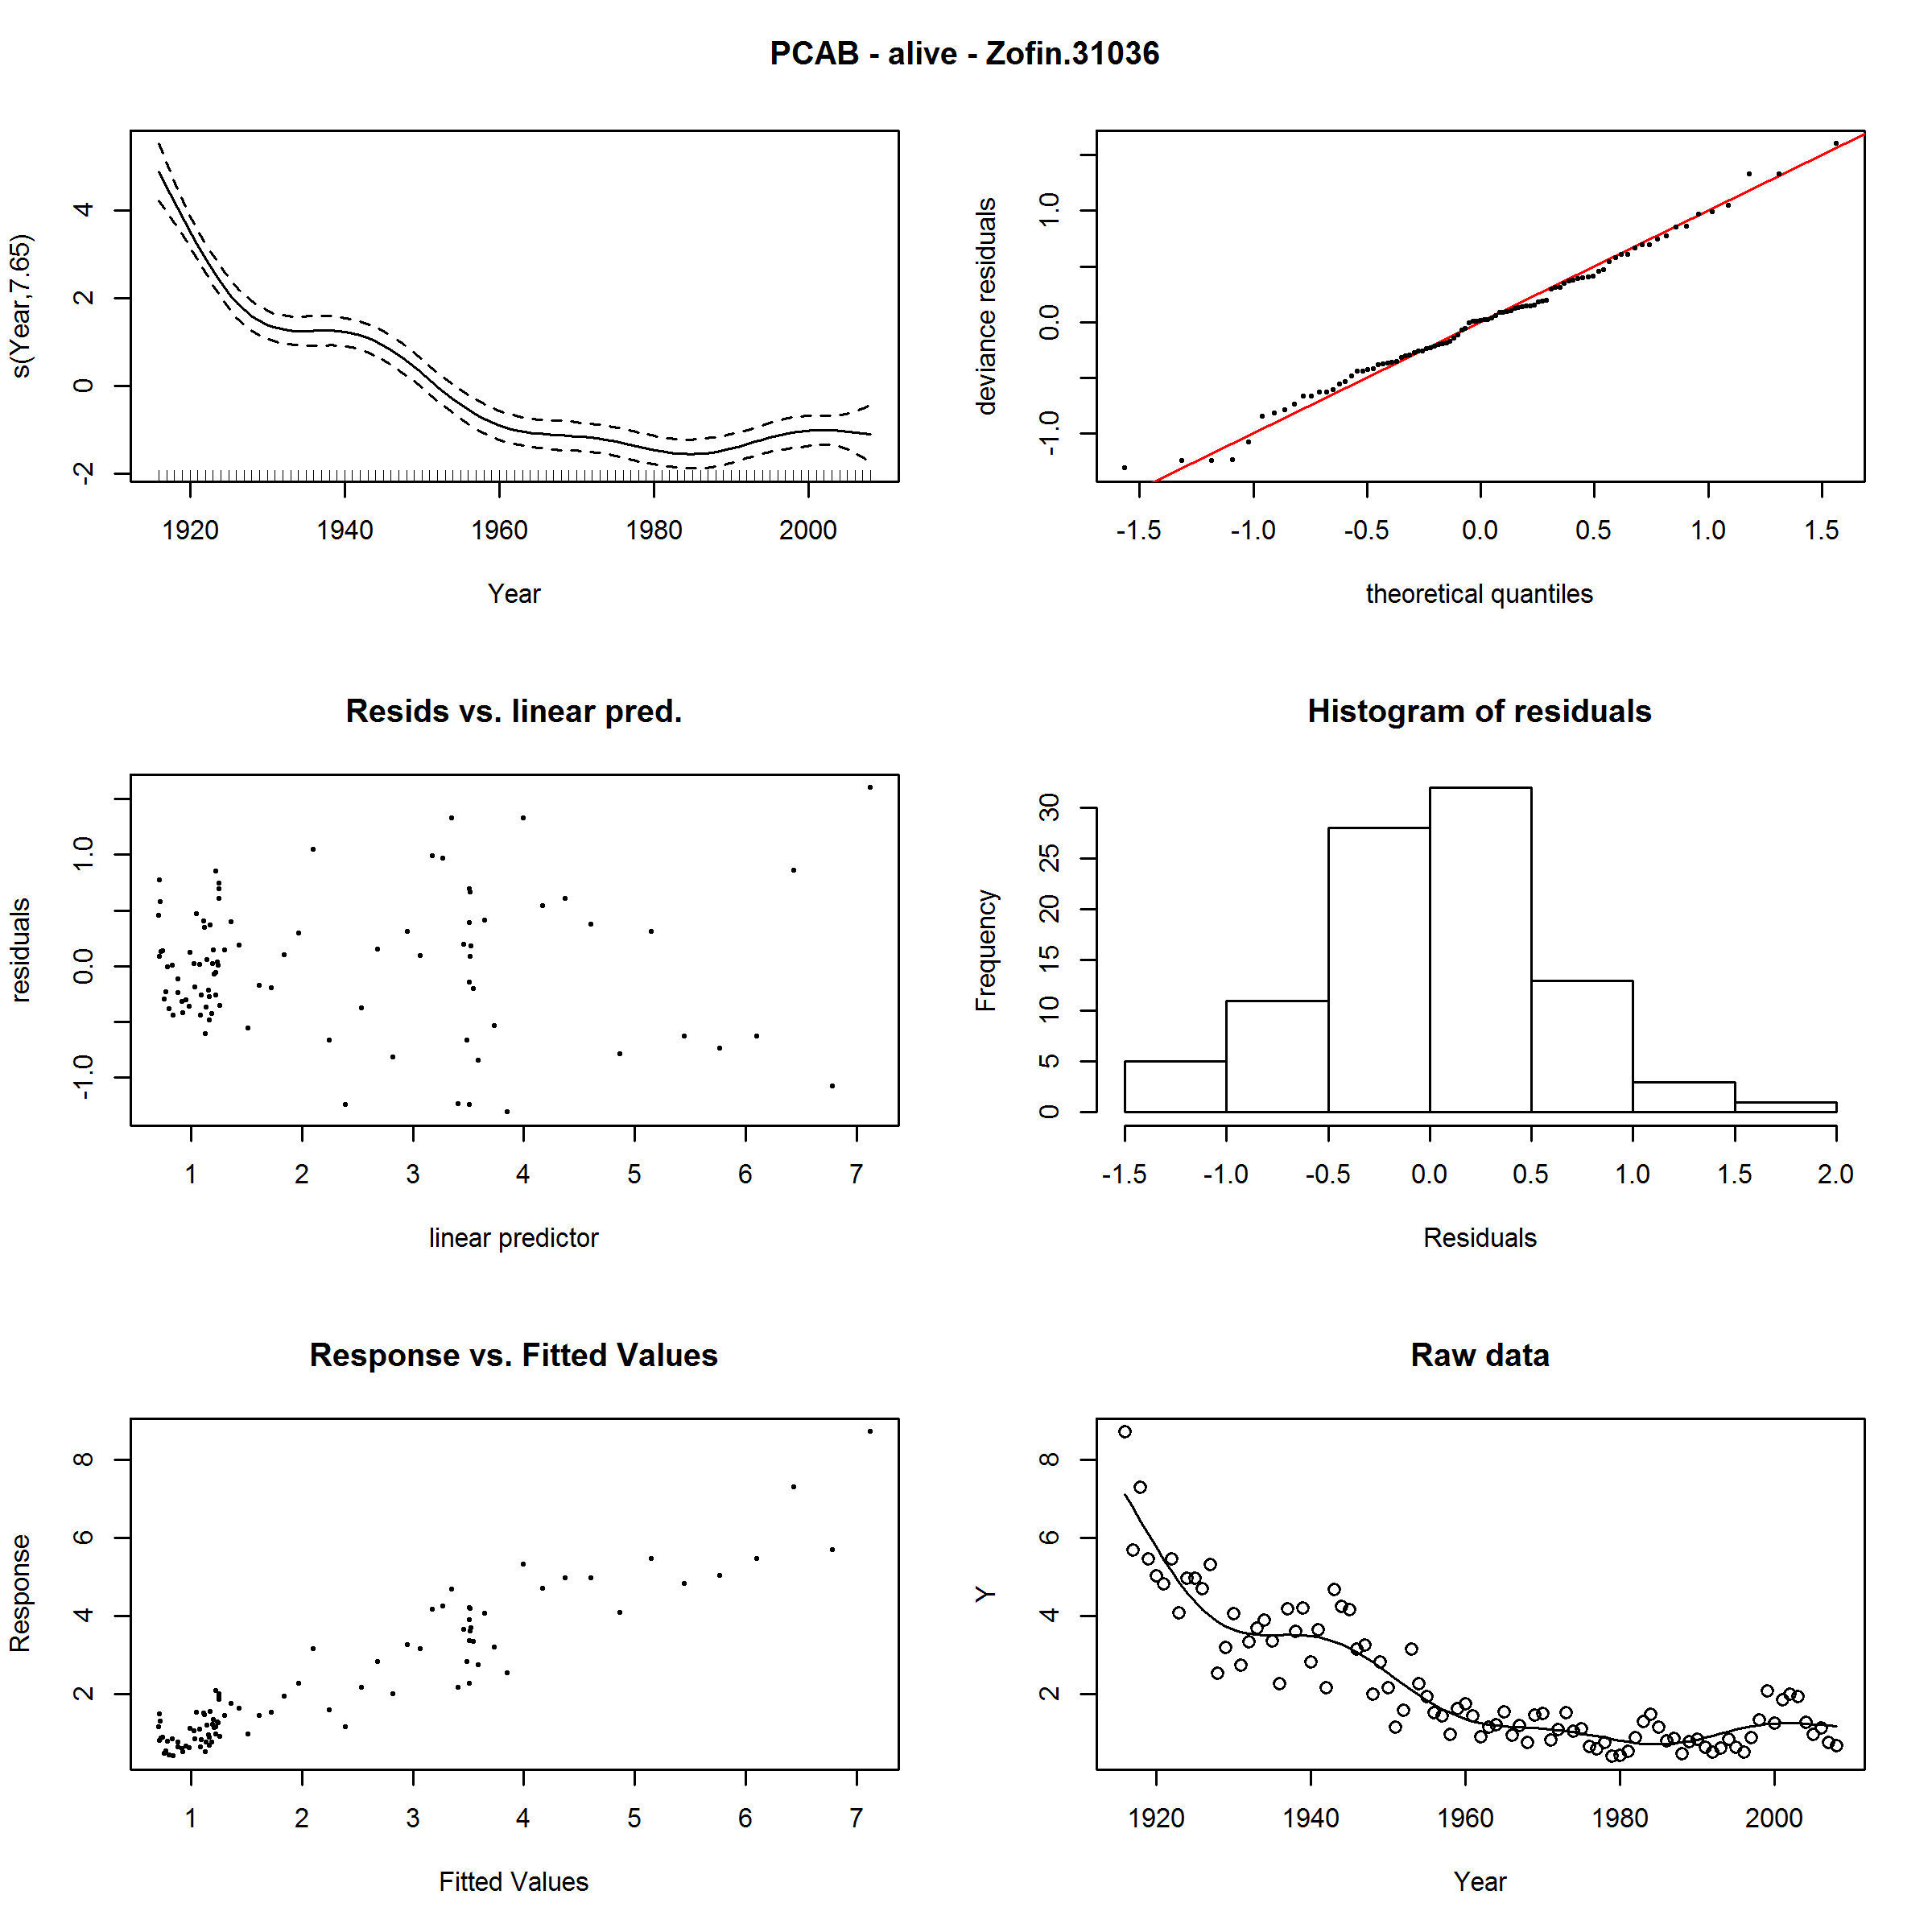 PCAB - alive - Zofin.31036
s(Year,7.65)
-2 0 2 4
1920 1940 1960 1980 2000
Year
deviance residuals
-1.0 0.0 1.0
-1.5 -1.0 -0.5 0.0 0.5 1.0 1.5
theoretical quantiles
Resids vs. linear pred.
residuals
-1.0 0.0 1.0
1 2 3 4 5 6 7
linear predictor
Histogram of residuals
Frequency
0 5 10 15 20 25 30
-1.5 -1.0 -0.5 0.0 0.5 1.0 1.5 2.0
Residuals
Response vs. Fitted Values
Response
2 4 6 8
1 2 3 4 5 6 7
Fitted Values
Raw data
Y
2 4 6 8
1920 1940 1960 1980 2000
Year